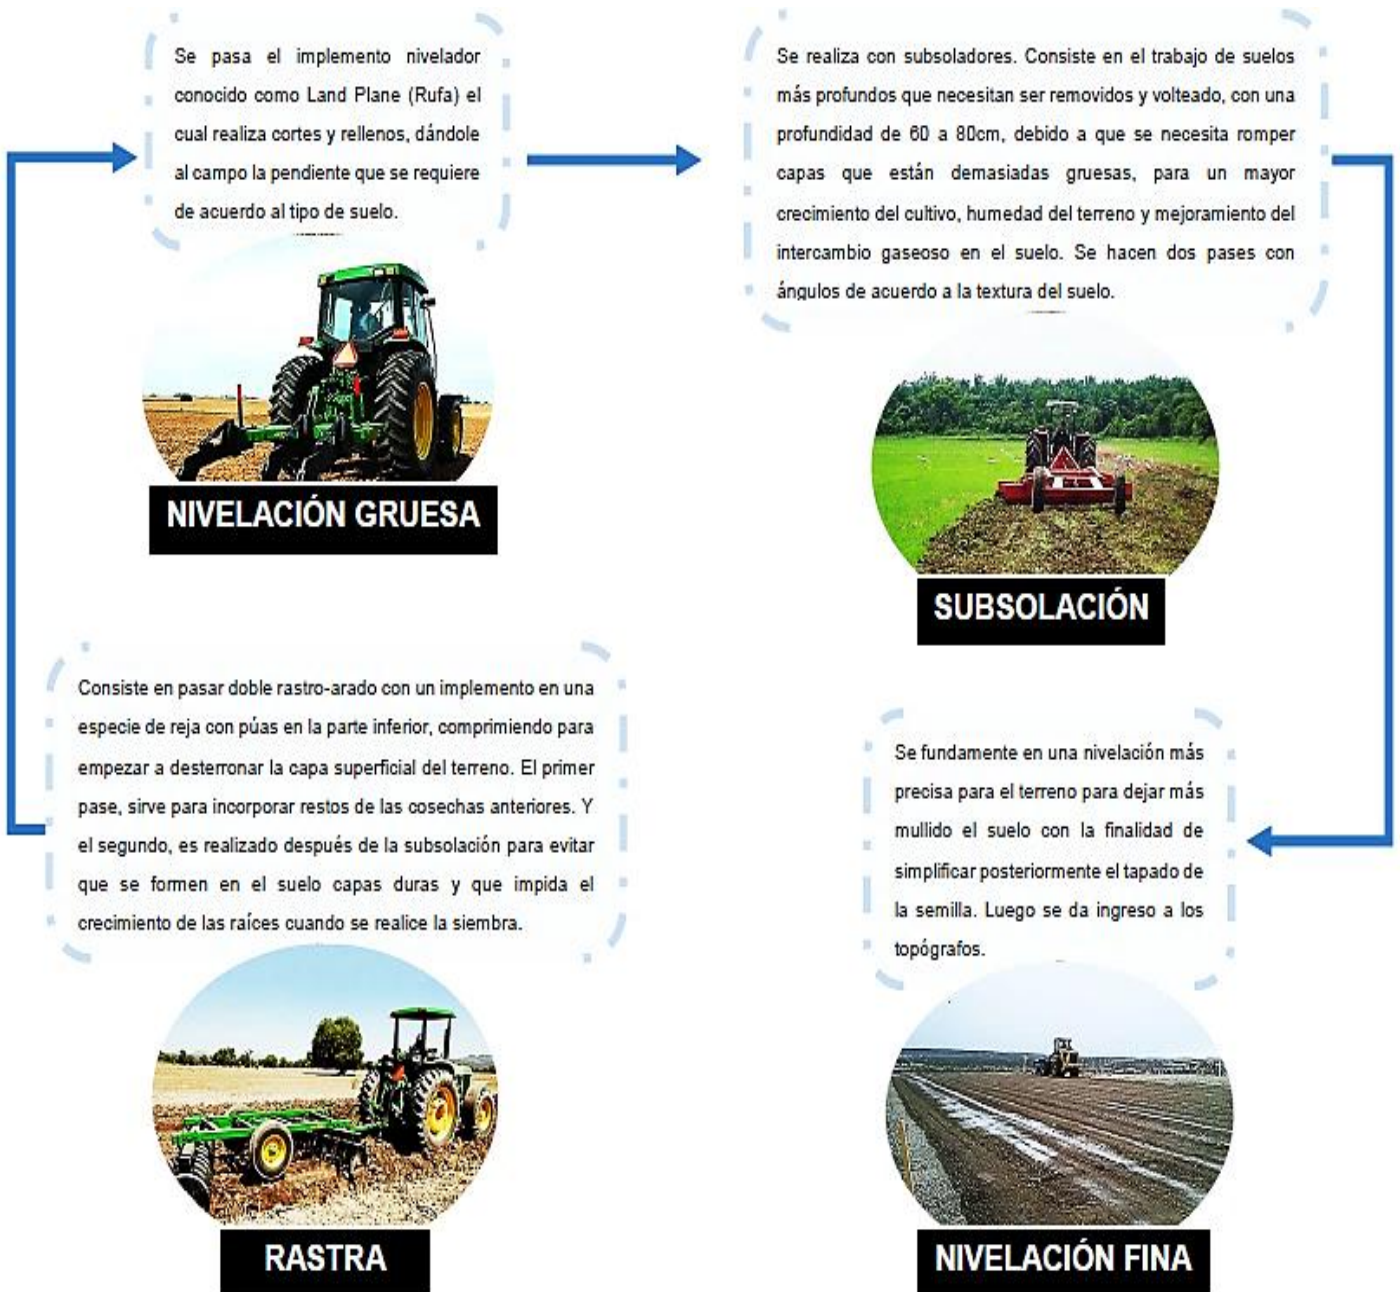 Se pasa el implemento nivelador
conocido como Land Plane (Rufa) el
cual realiza cortes y rellenos, dándole
al campo la pendiente que se requiere
de acuerdo al tipo de suelo.
NIVELACIÓN GRUESA
Se realiza con subsoladores. Consiste en el trabajo de suelos
más profundos que necesitan ser removidos y volteado, con una
profundidad de 60 a 80cm, debido a que se necesita romper
capas que están demasiadas gruesas, para un mayor
crecimiento del cultivo, humedad del terreno y mejoramiento del
intercambio gaseoso en el suelo. Se hacen dos pases con
ángulos de acuerdo a la textura del suelo.
SUBSOLACIÓN
Consiste en pasar doble rastro-arado con un implemento en una
especie de reja con púas en la parte inferior, comprimiendo para
empezar a desterronar la capa superficial del terreno. El primer
pase, sirve para incorporar restos de las cosechas anteriores. Y
el segundo, es realizado después de la subsolación para evitar
que se formen en el suelo capas duras y que impida el
crecimiento de las raíces cuando se realice la siembra.
RASTRA
Se fundamente en una nivelación más
precisa para el terreno para dejar más
mullido el suelo con la finalidad de
simplificar posteriormente el tapado de
la semilla. Luego se da ingreso a los
topógrafos.
NIVELACIÓN FINA